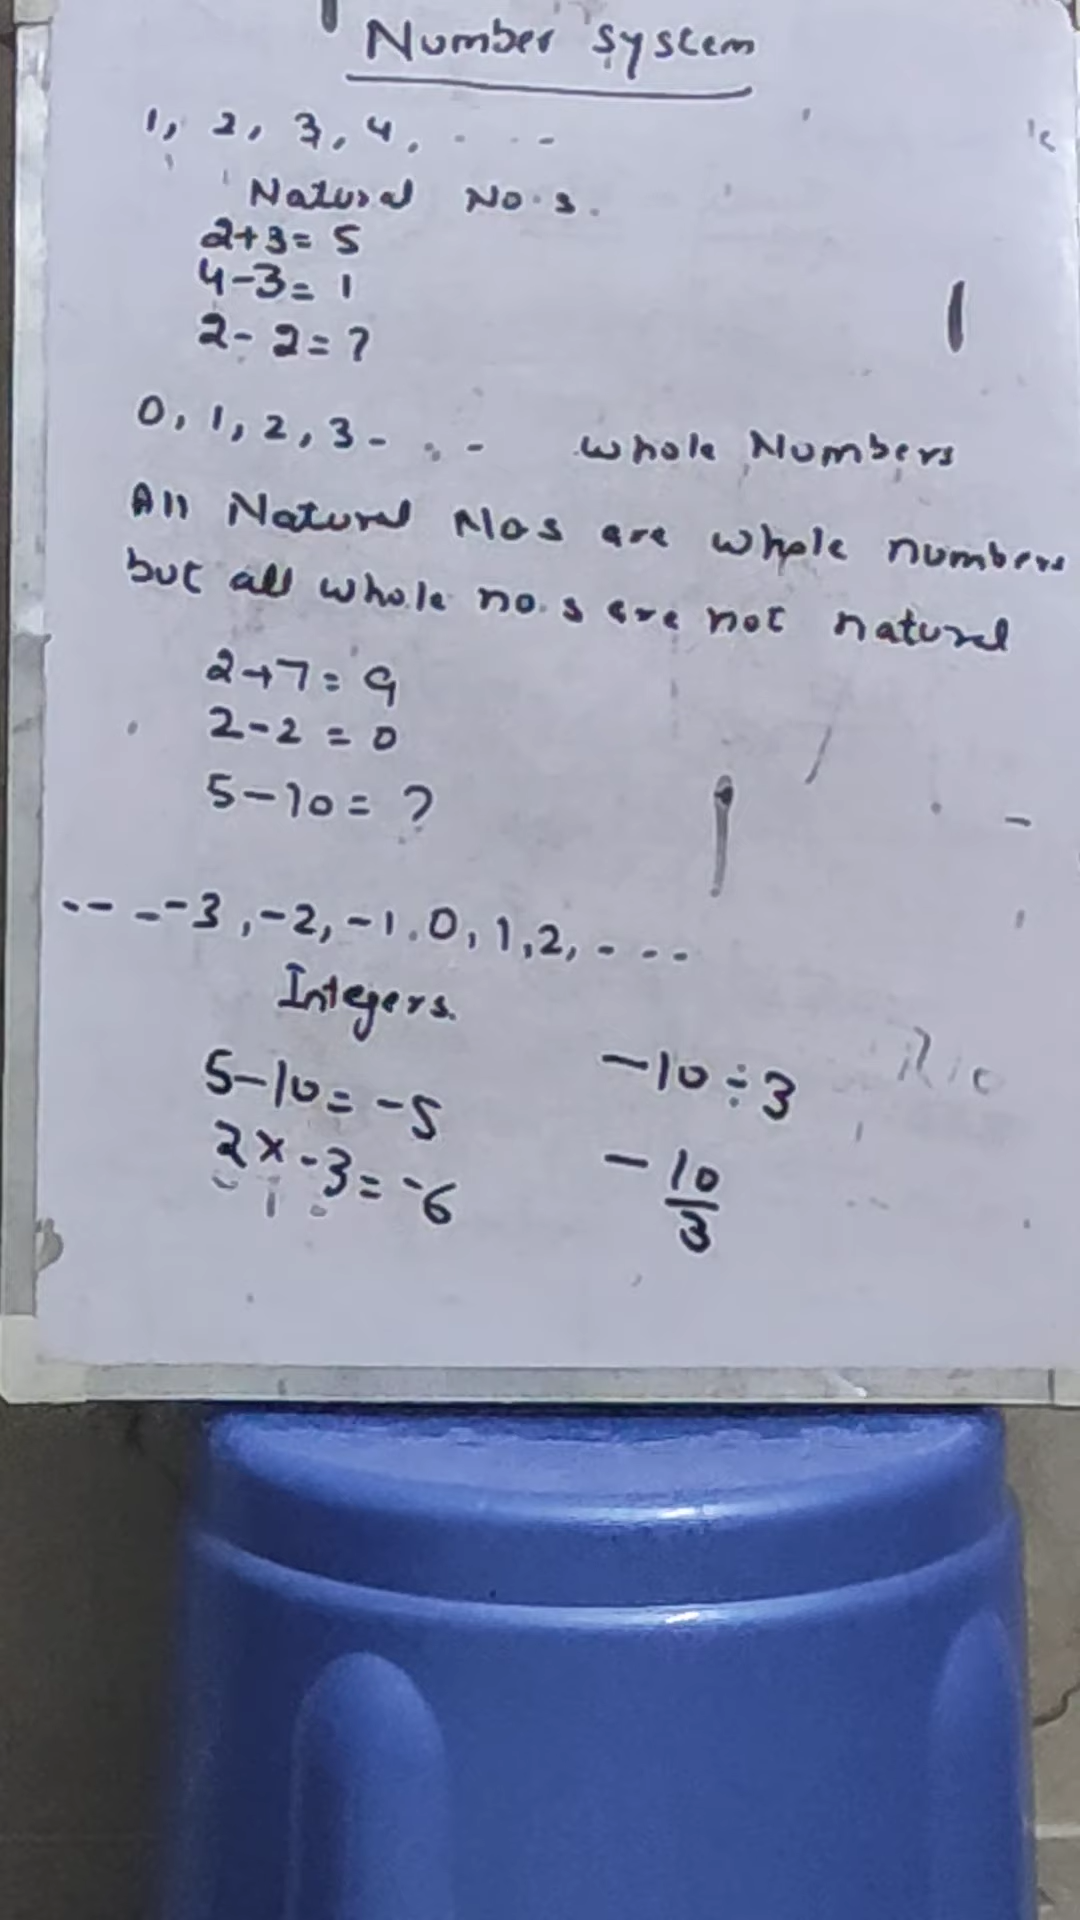 Number system
1, 2, 3, 4, - - -
Natural No.s.
2+3= 5
4-3= 1
2- 2=?
0, 1, 2, 3- - - whole Numbers
All Natural Nos are whole numbers
but all whole no.s are not natural
2+7= 9
2-2 = 0
5-10= ?
-- - -3, -2, -1. 0, 1, 2, - - -
Integers.
5-10= -5 -10 ÷ 3
2x-3= -6 -10/3